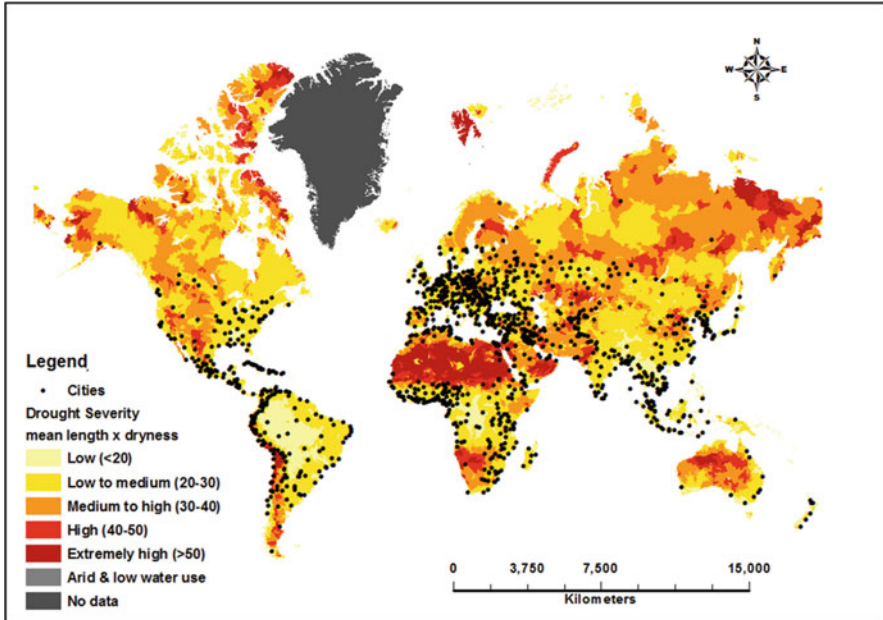 N
W E
S
Legend
Cities
Drought Severity
mean length x dryness
Low (<20)
Low to medium (20-30)
Medium to high (30-40)
High (40-50)
Extremely high (>50)
Arid & low water use
No data
0 3,750 7,500 15,000
Kilometers